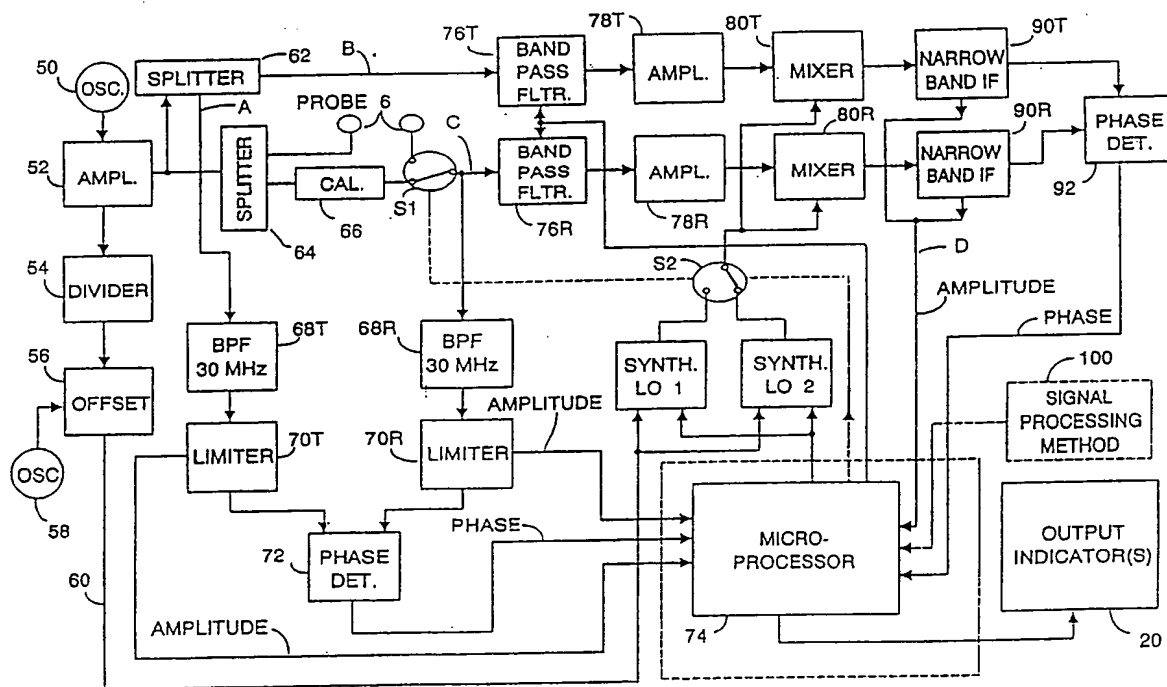 62
SPLITTER
50
OSC.
B
A
76T
BAND
PASS
FLTR.
78T
AMPL.
80T
MIXER
90T
NARROW
BAND IF
PROBE
6
C
52
AMPL.
SPLITTER
64
CAL.
66
S1
BAND
PASS
FLTR.
76R
AMPL.
78R
80R
MIXER
90R
NARROW
BAND IF
PHASE
DET.
92
54
DIVIDER
S2
D
AMPLITUDE
PHASE
56
OFFSET
OSC
58
68T
BPF
30 MHz
68R
BPF
30 MHz
SYNTH.
LO 1
SYNTH.
LO 2
100
SIGNAL
PROCESSING
METHOD
LIMITER
70T
70R
LIMITER
AMPLITUDE
72
PHASE
DET.
PHASE
MICRO-
PROCESSOR
74
OUTPUT
INDICATOR(S)
20
60
AMPLITUDE